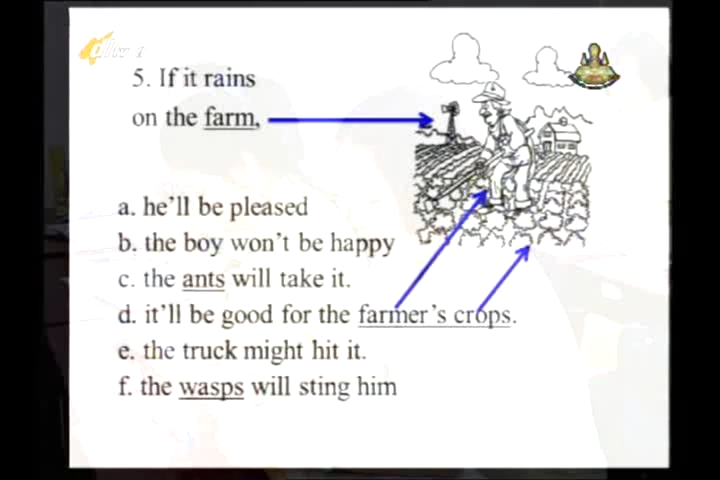 5. If it rains
on the farm,
a. he'll be pleased
b. the boy won't be happy
c. the ants will take it.
d. it'll be good for the farmer's crops.
e. the truck might hit it.
f. the wasps will sting him